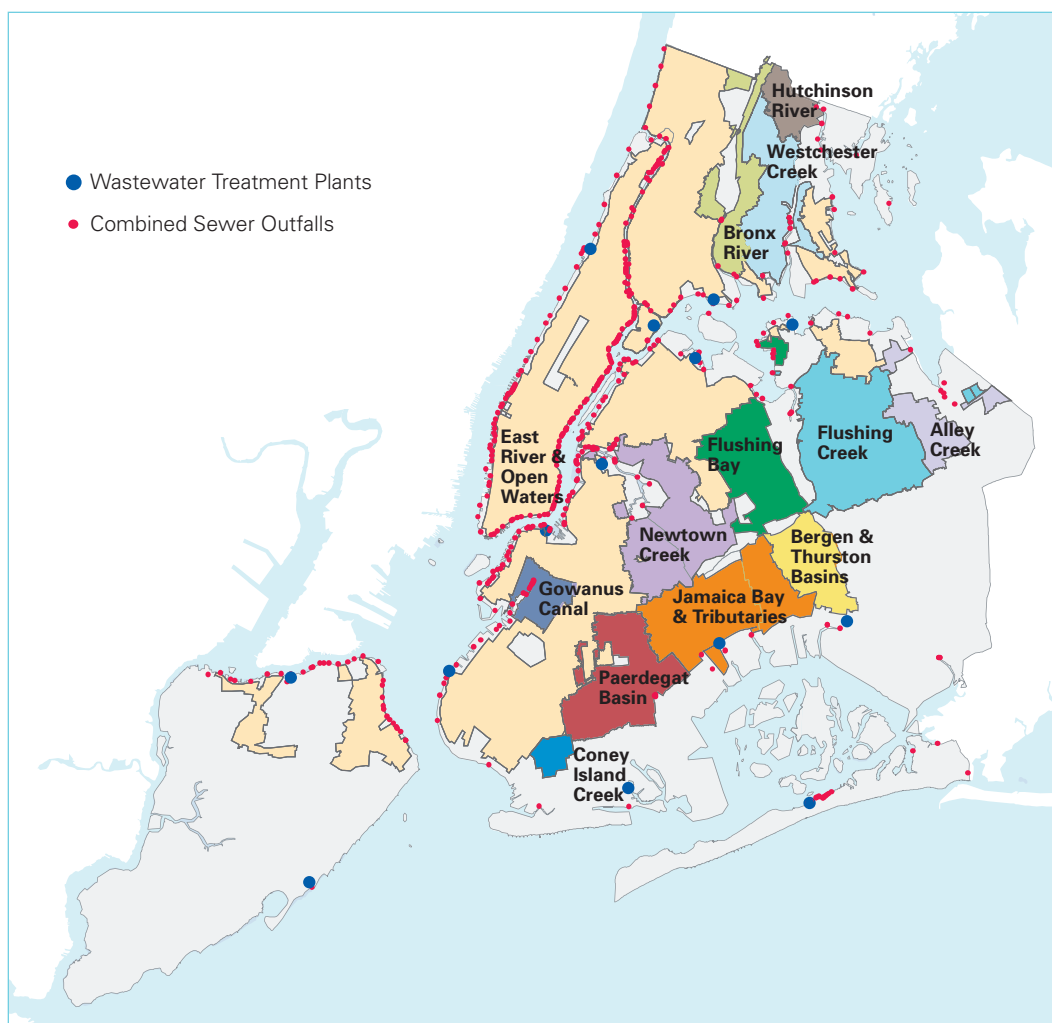 Hutchinson
River
Westchester
Creek
Wastewater Treatment Plants
Combined Sewer Outfalls
Bronx
River
East
River &
Open
Waters
Flushing
Bay
Flushing
Creek
Alley
Creek
Newtown
Creek
Bergen &
Thurston
Basins
Gowanus
Canal
Jamaica Bay
& Tributaries
Paerdegat
Basin
Coney
Island
Creek